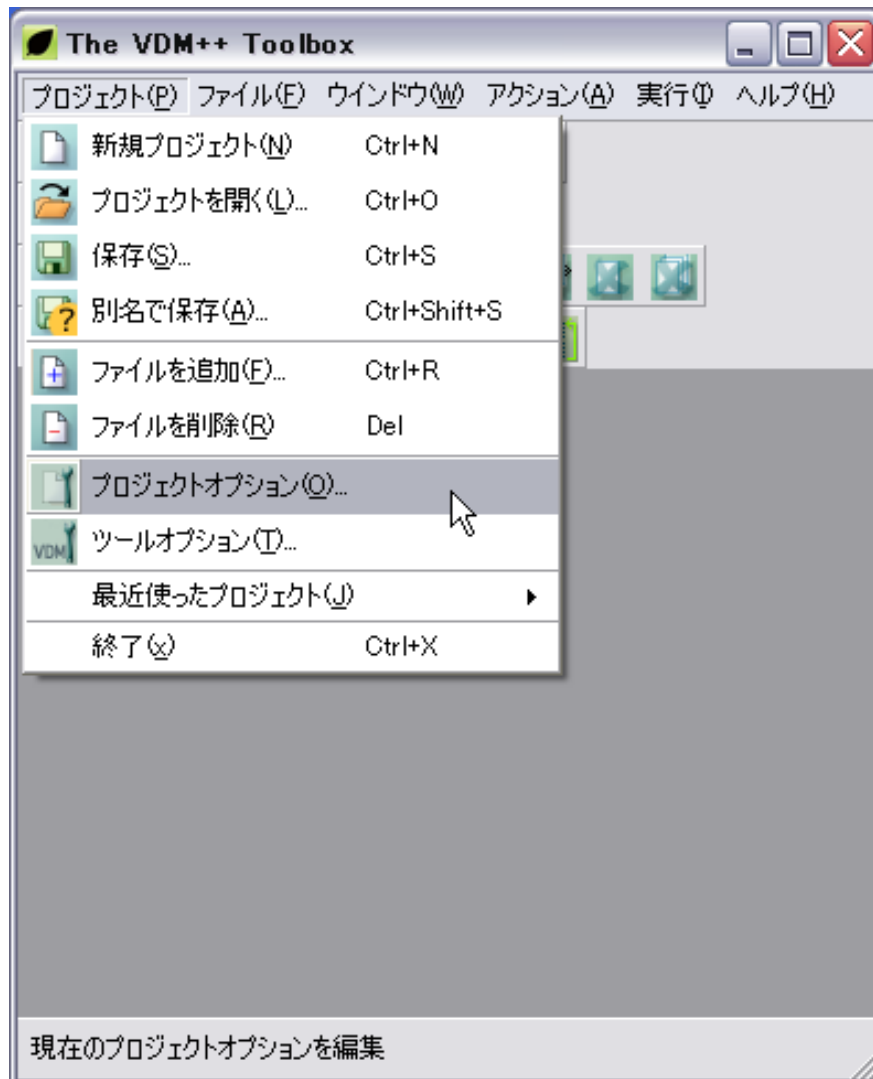 The VDM++ Toolbox
プロジェクト(P) ファイル(F) ウインドウ(W) アクション(A) 実行(I) ヘルプ(H)
新規プロジェクト(N) Ctrl+N
プロジェクトを開く(L)... Ctrl+O
保存(S)... Ctrl+S
別名で保存(A)... Ctrl+Shift+S
ファイルを追加(F)... Ctrl+R
ファイルを削除(R) Del
プロジェクトオプション(O)...
VDM ツールオプション(T)...
最近使ったプロジェクト(J)
終了(x) Ctrl+X
現在のプロジェクトオプションを編集